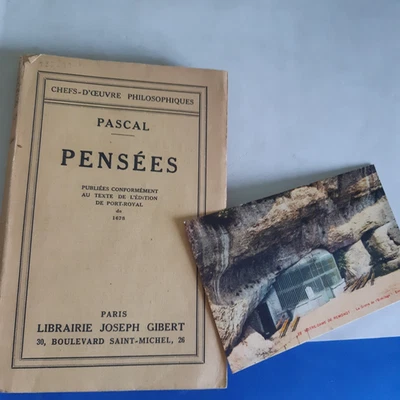 CHEFS-D'ŒUVRE PHILOSOPHIQUES
PASCAL
PENSÉES
PUBLIÉES CONFORMÉMENT
AU TEXTE DE L'ÉDITION
DE PORT-ROYAL
de
1670
PARIS
LIBRAIRIE JOSEPH GIBERT
30, BOULEVARD SAINT-MICHEL, 26